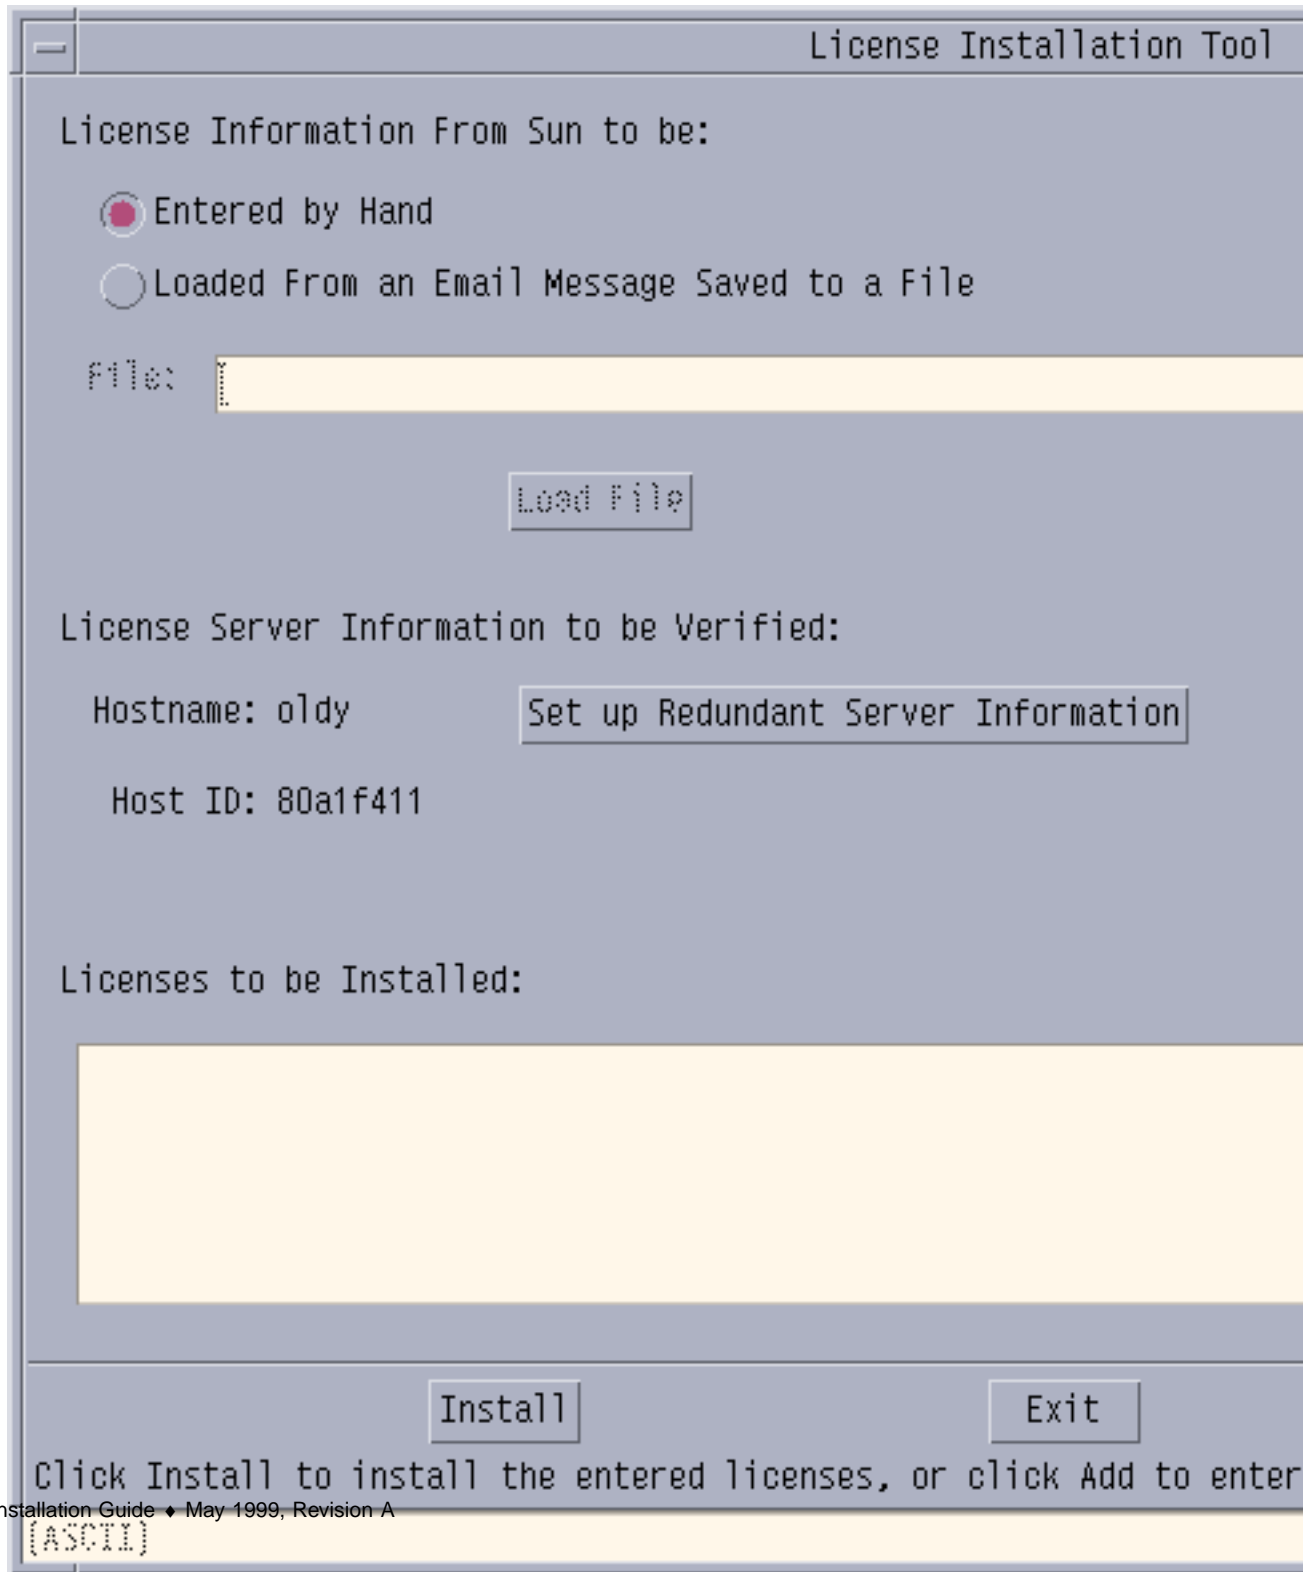 License Installation Tool
License Information From Sun to be:
Entered by Hand
Loaded From an Email Message Saved to a File
File:
Load File
License Server Information to be Verified:
Hostname: oldy Set up Redundant Server Information
Host ID: 80a1f411
Licenses to be Installed:
Install Exit
Click Install to install the entered licenses, or click Add to enter
nstallation Guide ♦ May 1999, Revision A
[ASCII]